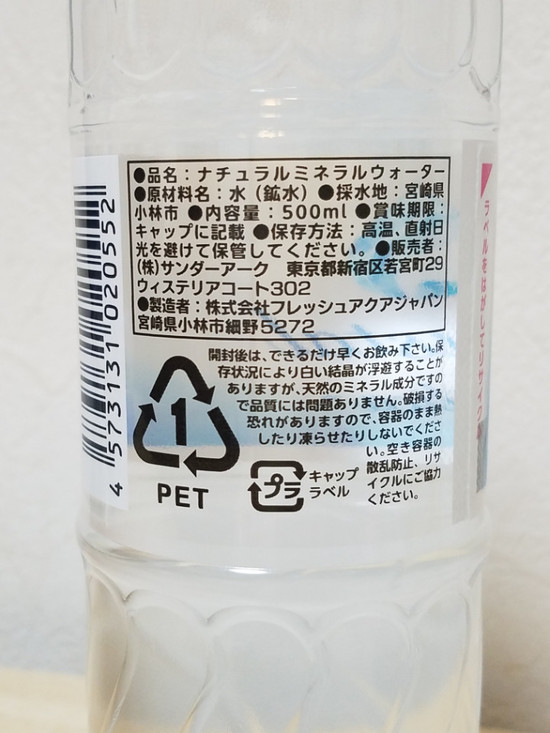 ●品名：ナチュラルミネラルウォーター
●原材料名：水（鉱水）●採水地：宮崎県
小林市 ●内容量：500ml ●賞味期限：
キャップに記載 ●保存方法：高温、直射日
光を避けて保管してください。●販売者：
(株)サンダーアーク 東京都新宿区若宮町29
ウィステリアコート302
●製造者：株式会社フレッシュアクアジャパン
宮崎県小林市細野5272
開封後は、できるだけ早くお飲み下さい。保
存状況により白い結晶が浮遊することが
ありますが、天然のミネラル成分ですの
で品質には問題ありません。破損する
恐れがありますので、容器のまま熱
したり凍らせたりしないでくださ
い。空き容器の
散乱防止、リサ
イクルにご協力
ください。
1
PET
プラ
キャップ
ラベル
4 573131 020552
ラベルをはがしてリサイクル